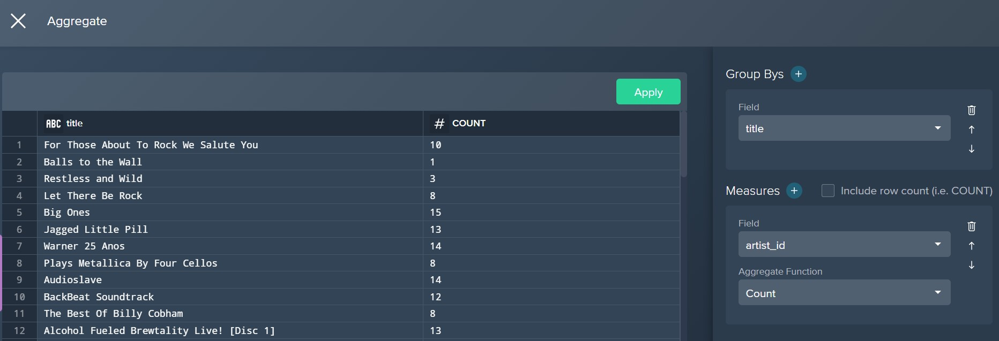 Aggregate
Apply
ABC title # COUNT
1 For Those About To Rock We Salute You 10
2 Balls to the Wall 1
3 Restless and Wild 3
4 Let There Be Rock 8
5 Big Ones 15
6 Jagged Little Pill 13
7 Warner 25 Anos 14
8 Plays Metallica By Four Cellos 8
9 Audioslave 14
10 BackBeat Soundtrack 12
11 The Best Of Billy Cobham 8
12 Alcohol Fueled Brewtality Live! [Disc 1] 13
Group Bys +
Field
title
Measures + Include row count (i.e. COUNT)
Field
artist_id
Aggregate Function
Count